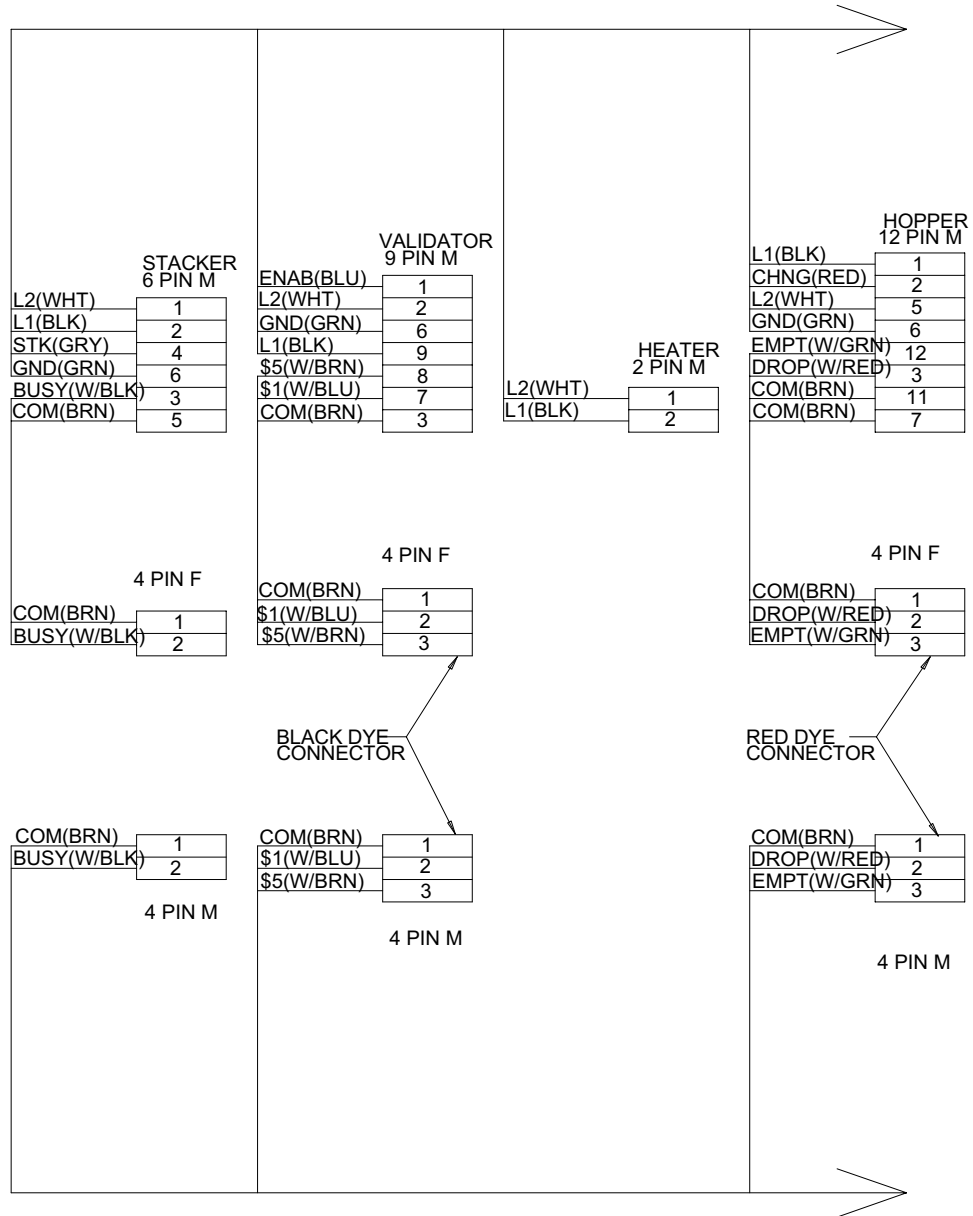 STACKER
6 PIN M
L2(WHT) 1
L1(BLK) 2
STK(GRY) 4
GND(GRN) 6
BUSY(W/BLK) 3
COM(BRN) 5
VALIDATOR
9 PIN M
ENAB(BLU) 1
L2(WHT) 2
GND(GRN) 6
L1(BLK) 9
$5(W/BRN) 8
$1(W/BLU) 7
COM(BRN) 3
HEATER
2 PIN M
L2(WHT) 1
L1(BLK) 2
HOPPER
12 PIN M
L1(BLK) 1
CHNG(RED) 2
L2(WHT) 5
GND(GRN) 6
EMPT(W/GRN) 12
DROP(W/RED) 3
COM(BRN) 11
COM(BRN) 7
4 PIN F
COM(BRN) 1
BUSY(W/BLK) 2
4 PIN F
COM(BRN) 1
$1(W/BLU) 2
$5(W/BRN) 3
4 PIN F
COM(BRN) 1
DROP(W/RED) 2
EMPT(W/GRN) 3
BLACK DYE
CONNECTOR
RED DYE
CONNECTOR
COM(BRN) 1
BUSY(W/BLK) 2
4 PIN M
COM(BRN) 1
$1(W/BLU) 2
$5(W/BRN) 3
4 PIN M
COM(BRN) 1
DROP(W/RED) 2
EMPT(W/GRN) 3
4 PIN M